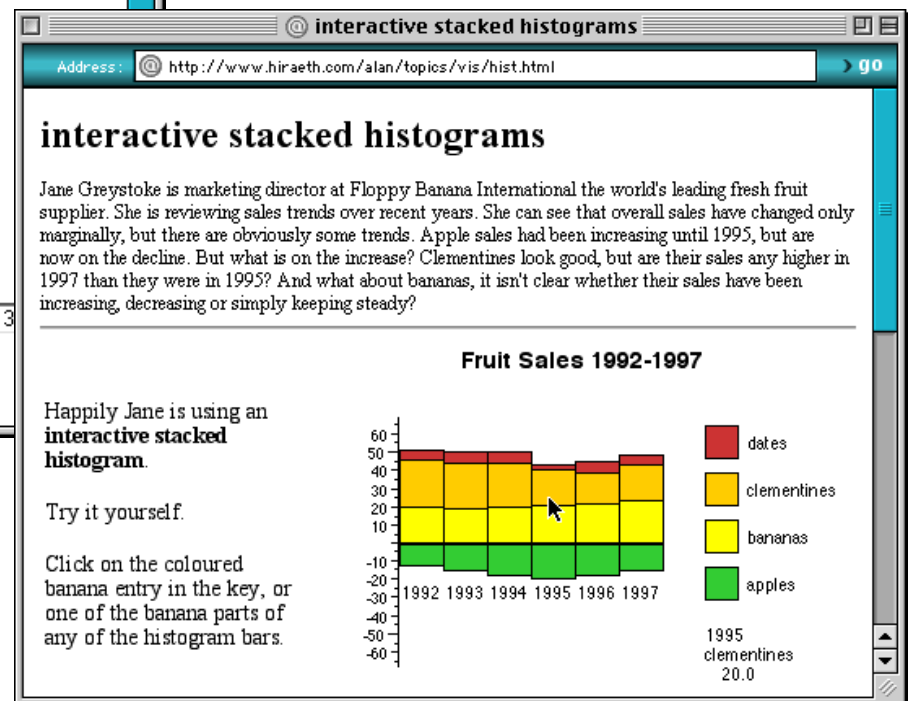 interactive stacked histograms
Address: http://www.hiraeth.com/alan/topics/vis/hist.html go
interactive stacked histograms
Jane Greystoke is marketing director at Floppy Banana International the world's leading fresh fruit
supplier. She is reviewing sales trends over recent years. She can see that overall sales have changed only
marginally, but there are obviously some trends. Apple sales had been increasing until 1995, but are
now on the decline. But what is on the increase? Clementines look good, but are their sales any higher in
1997 than they were in 1995? And what about bananas, it isn't clear whether their sales have been
increasing, decreasing or simply keeping steady?
3
Fruit Sales 1992-1997
Happily Jane is using an
interactive stacked
histogram.
Try it yourself.
Click on the coloured
banana entry in the key, or
one of the banana parts of
any of the histogram bars.
60
50
40
30
20
10
-10
-20
-30
-40
-50
-60
1992 1993 1994 1995 1996 1997
dates
clementines
bananas
apples
1995
clementines
20.0